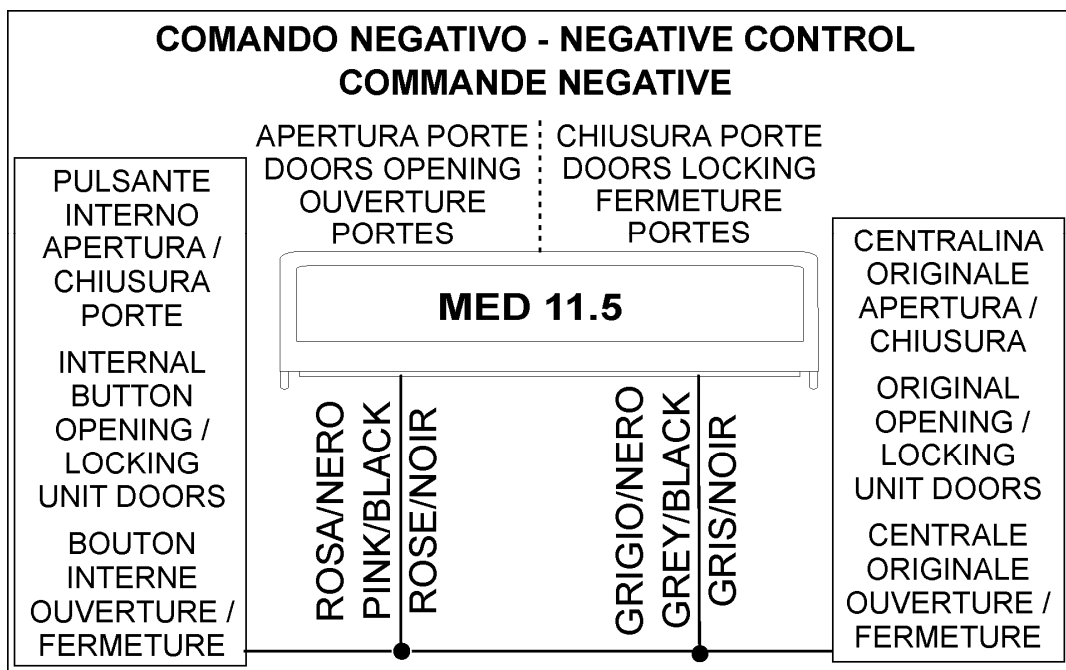 COMANDO NEGATIVO - NEGATIVE CONTROL
COMMANDE NEGATIVE
APERTURA PORTE
DOORS OPENING
OUVERTURE
PORTES
CHIUSURA PORTE
DOORS LOCKING
FERMETURE
PORTES
PULSANTE
INTERNO
APERTURA /
CHIUSURA
PORTE
INTERNAL
BUTTON
OPENING /
LOCKING
UNIT DOORS
BOUTON
INTERNE
OUVERTURE /
FERMETURE
MED 11.5
ROSA/NERO
PINK/BLACK
ROSE/NOIR
GRIGIO/NERO
GREY/BLACK
GRIS/NOIR
CENTRALINA
ORIGINALE
APERTURA /
CHIUSURA
ORIGINAL
OPENING /
LOCKING
UNIT DOORS
CENTRALE
ORIGINALE
OUVERTURE /
FERMETURE